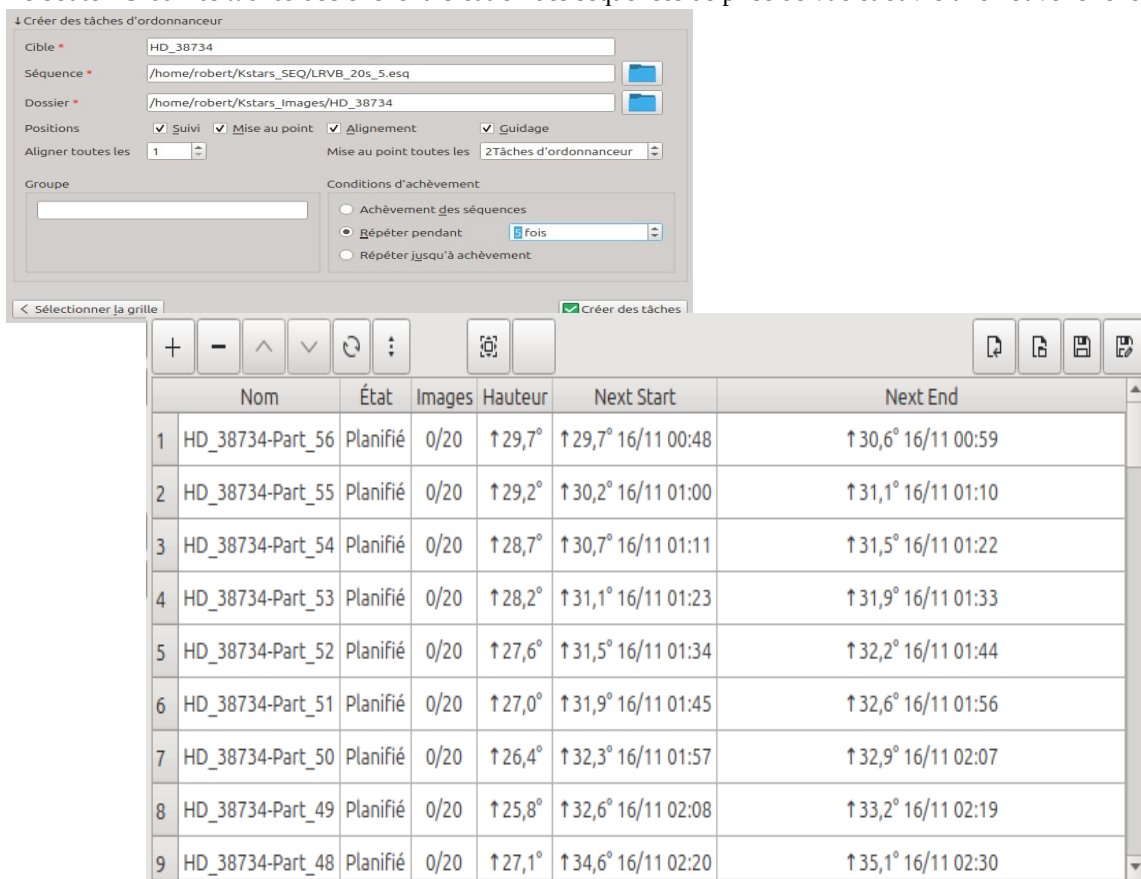 ↓Créer des tâches d'ordonnanceur
Cible * HD_38734
Séquence * /home/robert/Kstars_SEQ/LRVB_20s_5.esq
Dossier * /home/robert/Kstars_Images/HD_38734
Positions Suivi Mise au point Alignement Guidage
Aligner toutes les 1 Mise au point toutes les 2Tâches d'ordonnanceur
Groupe Conditions d'achèvement
Achèvement des séquences
Répéter pendant 5 fois
Répéter jusqu'à achèvement
< Sélectionner la grille Créer des tâches
Nom État Images Hauteur Next Start Next End
1 HD_38734-Part_56 Planifié 0/20 ↑29,7° ↑29,7° 16/11 00:48 ↑30,6° 16/11 00:59
2 HD_38734-Part_55 Planifié 0/20 ↑29,2° ↑30,2° 16/11 01:00 ↑31,1° 16/11 01:10
3 HD_38734-Part_54 Planifié 0/20 ↑28,7° ↑30,7° 16/11 01:11 ↑31,5° 16/11 01:22
4 HD_38734-Part_53 Planifié 0/20 ↑28,2° ↑31,1° 16/11 01:23 ↑31,9° 16/11 01:33
5 HD_38734-Part_52 Planifié 0/20 ↑27,6° ↑31,5° 16/11 01:34 ↑32,2° 16/11 01:44
6 HD_38734-Part_51 Planifié 0/20 ↑27,0° ↑31,9° 16/11 01:45 ↑32,6° 16/11 01:56
7 HD_38734-Part_50 Planifié 0/20 ↑26,4° ↑32,3° 16/11 01:57 ↑32,9° 16/11 02:07
8 HD_38734-Part_49 Planifié 0/20 ↑25,8° ↑32,6° 16/11 02:08 ↑33,2° 16/11 02:19
9 HD_38734-Part_48 Planifié 0/20 ↑27,1° ↑34,6° 16/11 02:20 ↑35,1° 16/11 02:30